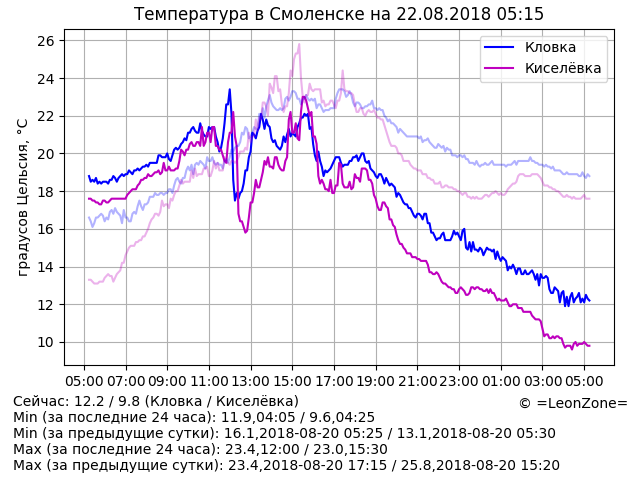 Температура в Смоленске на 22.08.2018 05:15
Кловка
Киселёвка
градусов Цельсия, °C
26
24
22
20
18
16
14
12
10
05:00 07:00 09:00 11:00 13:00 15:00 17:00 19:00 21:00 23:00 01:00 03:00 05:00
Сейчас: 12.2 / 9.8 (Кловка / Киселёвка)
© =LeonZone=
Min (за последние 24 часа): 11.9,04:05 / 9.6,04:25
Min (за предыдущие сутки): 16.1,2018-08-20 05:25 / 13.1,2018-08-20 05:30
Max (за последние 24 часа): 23.4,12:00 / 23.0,15:30
Max (за предыдущие сутки): 23.4,2018-08-20 17:15 / 25.8,2018-08-20 15:20